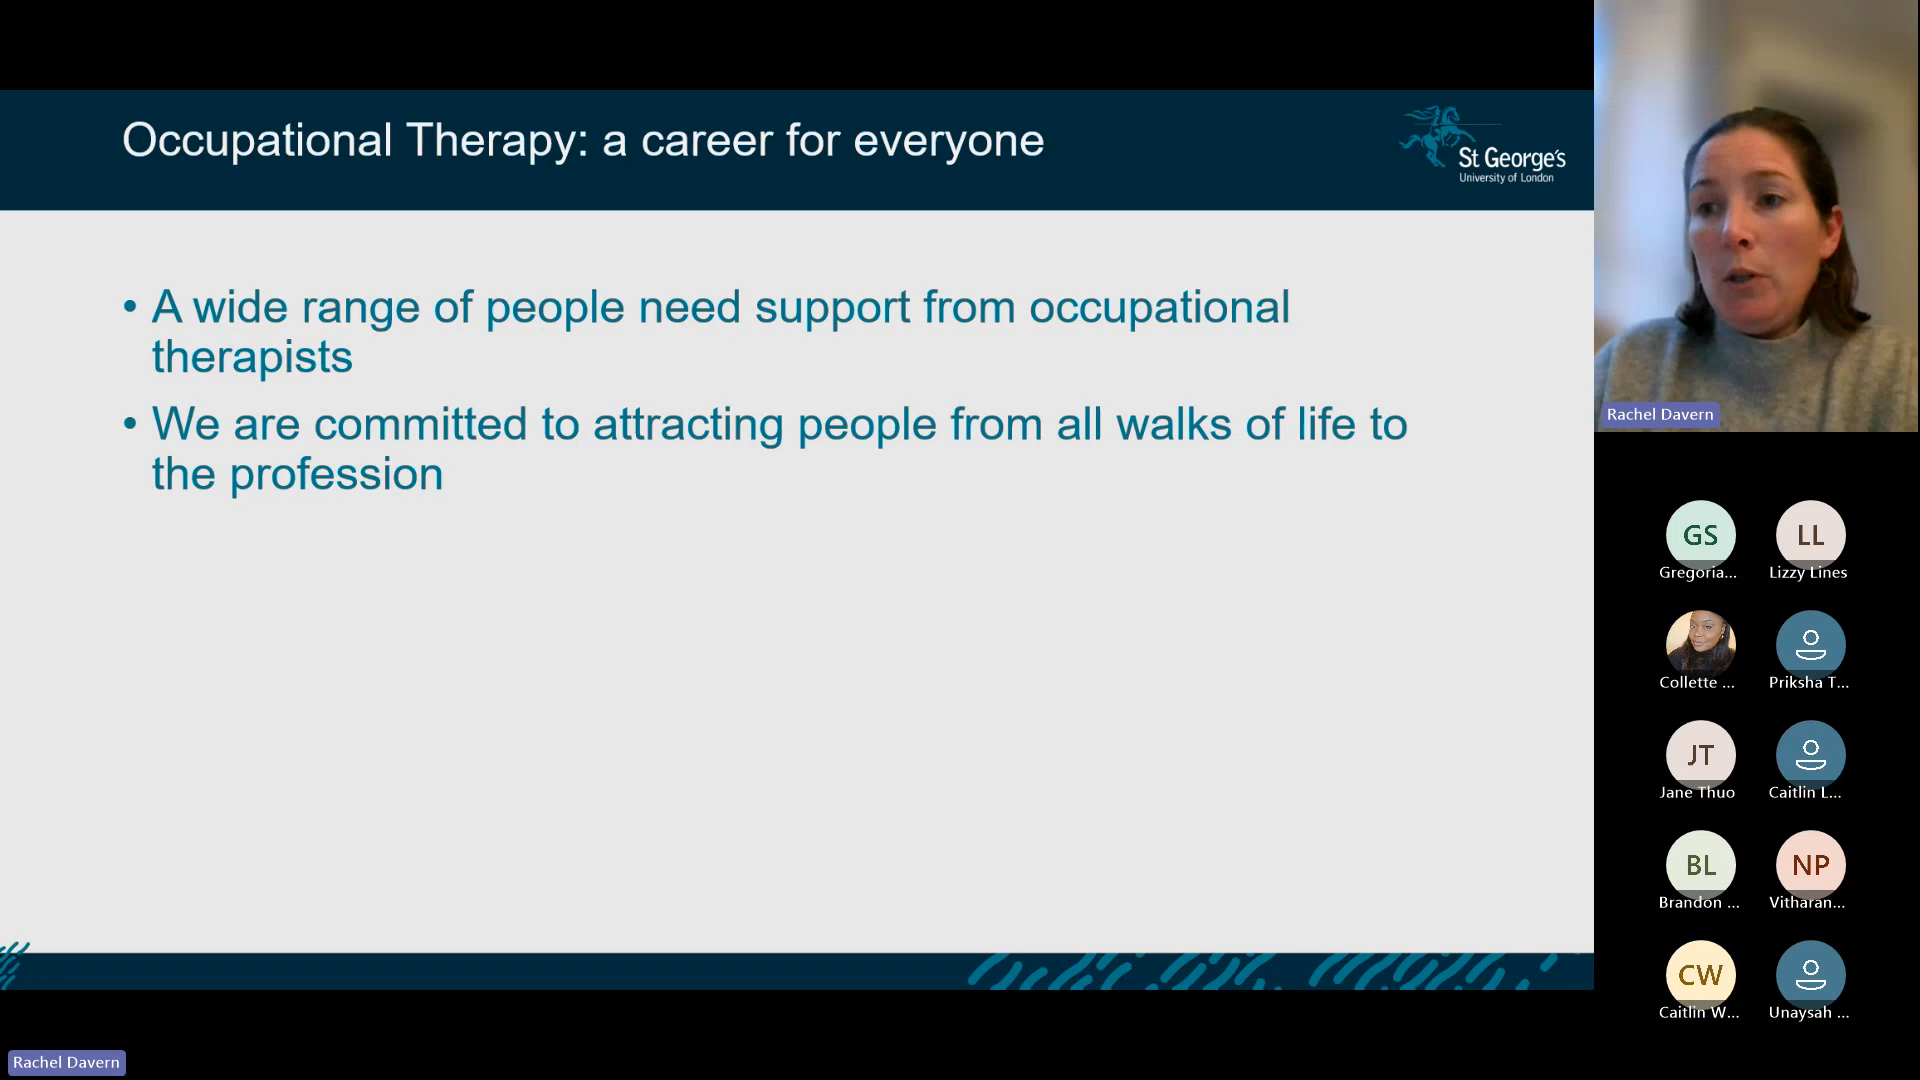 Occupational Therapy: a career for everyone
St George's
University of London
• A wide range of people need support from occupational
therapists
• We are committed to attracting people from all walks of life to
the profession
Rachel Davern
GS
LL
Gregoria...
Lizzy Lines
Collette ...
Priksha T...
JT
Jane Thuo
Caitlin L...
BL
NP
Brandon ...
Vitharan...
CW
Caitlin W...
Unaysah ...
Rachel Davern